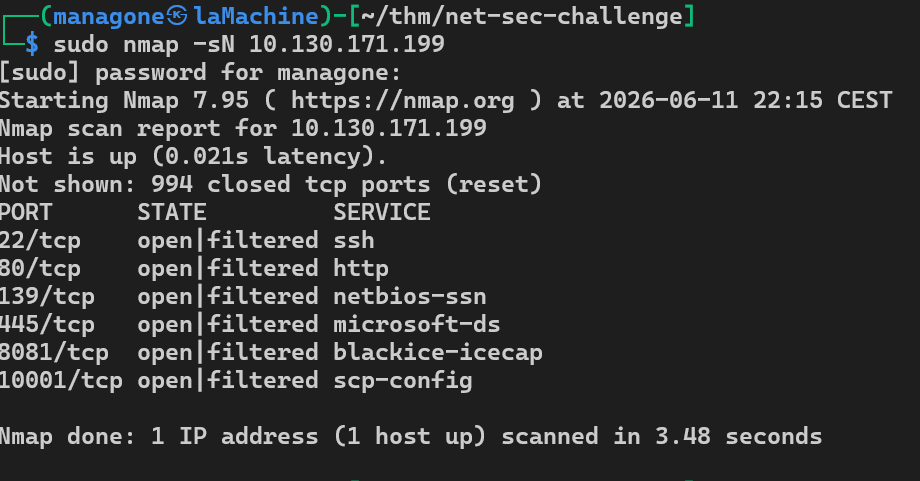 ┌──(managone㉿laMachine)-[~/thm/net-sec-challenge]
└─$ sudo nmap -sN 10.130.171.199
[sudo] password for managone:
Starting Nmap 7.95 ( https://nmap.org ) at 2026-06-11 22:15 CEST
Nmap scan report for 10.130.171.199
Host is up (0.021s latency).
Not shown: 994 closed tcp ports (reset)
PORT      STATE         SERVICE
22/tcp    open|filtered ssh
80/tcp    open|filtered http
139/tcp   open|filtered netbios-ssn
445/tcp   open|filtered microsoft-ds
8081/tcp  open|filtered blackice-icecap
10001/tcp open|filtered scp-config
Nmap done: 1 IP address (1 host up) scanned in 3.48 seconds